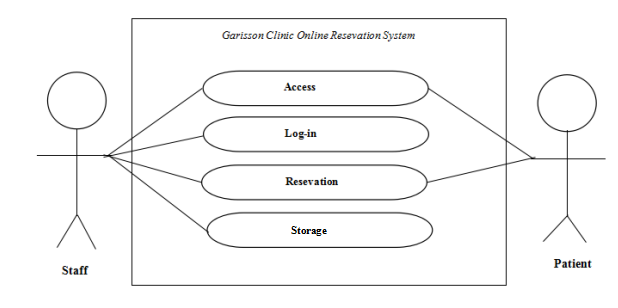 Garisson Clinic Online Resevation System
Access
Log-in
Resevation
Storage
Staff
Patient